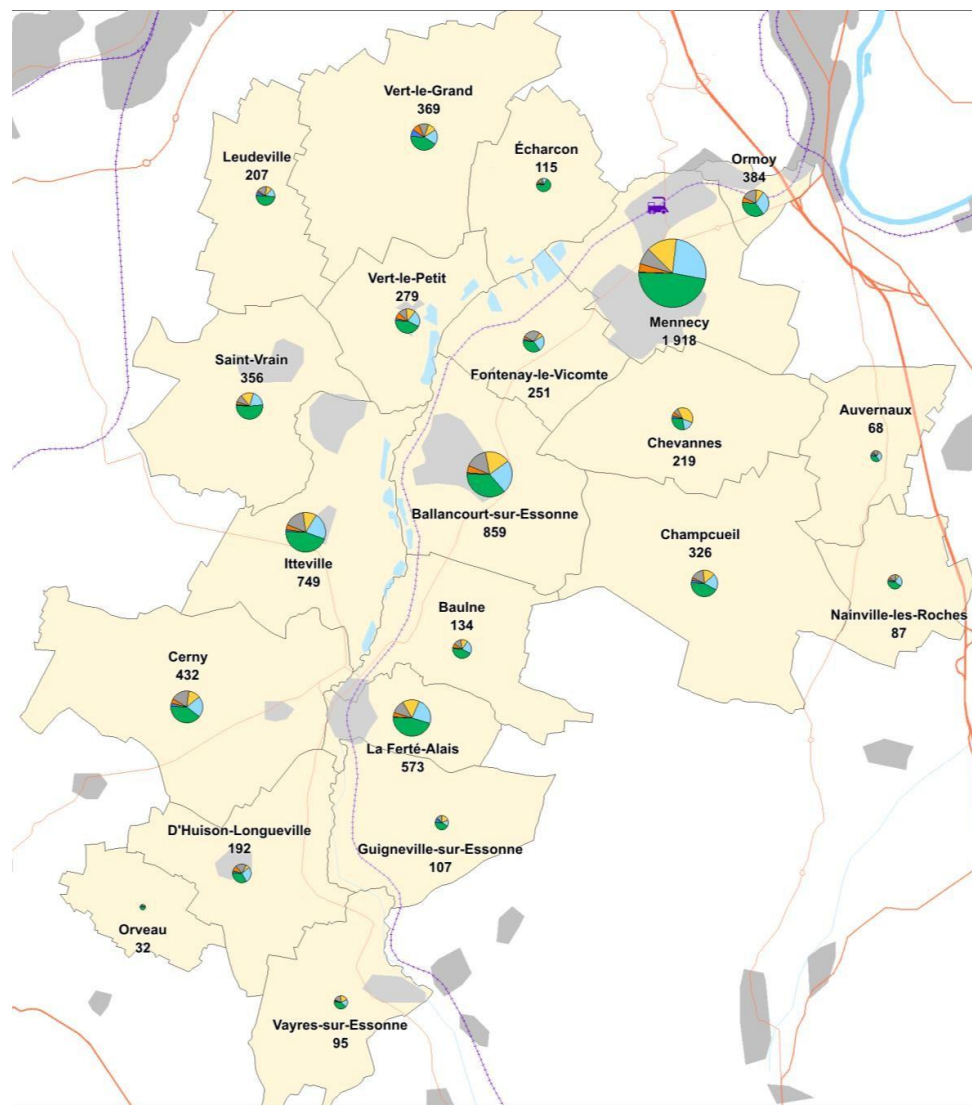 Vert-le-Grand
369
Écharcon
115
Ormoy
384
Leudeville
207
Vert-le-Petit
279
Mennecy
1 918
Saint-Vrain
356
Fontenay-le-Vicomte
251
Chevannes
219
Auvernaux
68
Ballancourt-sur-Essonne
859
Champcueil
326
Itteville
749
Baulne
134
Nainville-les-Roches
87
Cerny
432
La Ferté-Alais
573
D'Huison-Longueville
192
Guigneville-sur-Essonne
107
Orveau
32
Vayres-sur-Essonne
95